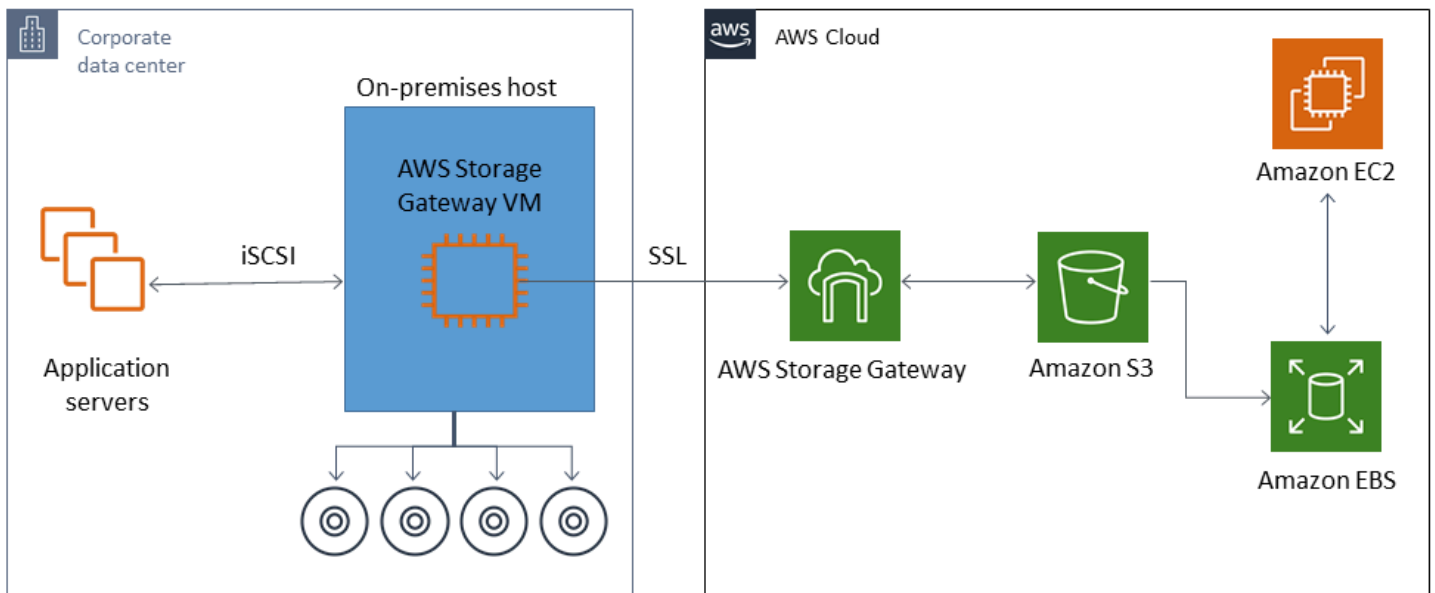 Corporate
data center
On-premises host
AWS Storage
Gateway VM
iSCSI
Application
servers
SSL
aws
AWS Cloud
Amazon EC2
AWS Storage Gateway
Amazon S3
Amazon EBS